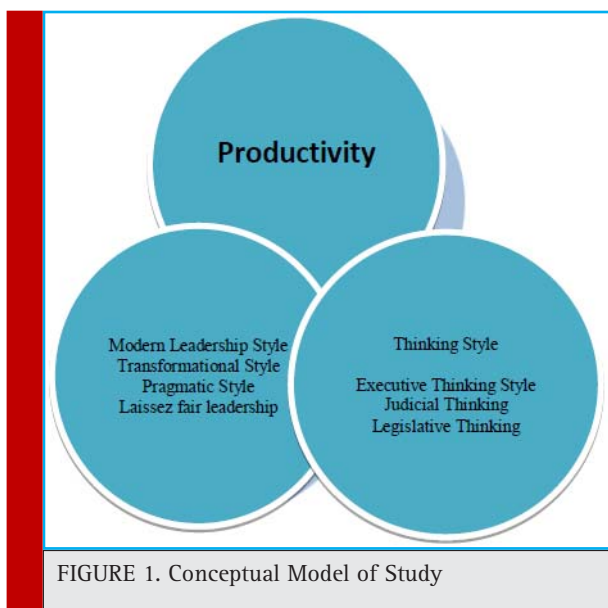 Productivity
Modern Leadership Style
Transformational Style
Pragmatic Style
Laissez fair leadership
Thinking Style
Executive Thinking Style
Judicial Thinking
Legislative Thinking
FIGURE 1. Conceptual Model of Study